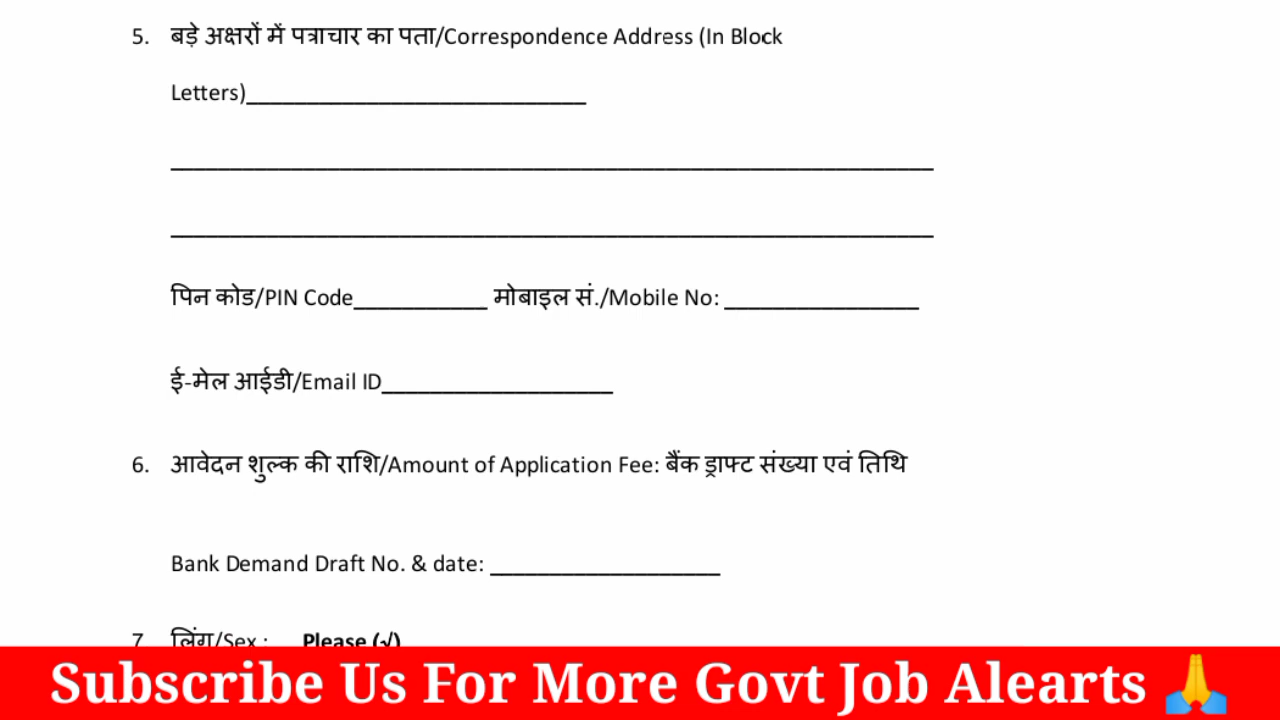 5. बड़े अक्षरों में पत्राचार का पता/Correspondence Address (In Block
Letters)____________________________
_______________________________________________________________
_______________________________________________________________
पिन कोड/PIN Code___________ मोबाइल सं./Mobile No: ________________
ई-मेल आईडी/Email ID___________________
6. आवेदन शुल्क की राशि/Amount of Application Fee: बैंक ड्राफ्ट संख्या एवं तिथि
Bank Demand Draft No. & date: ___________________
7. लिंग/Sex : Please (√)
Subscribe Us For More Govt Job Alearts 🙏